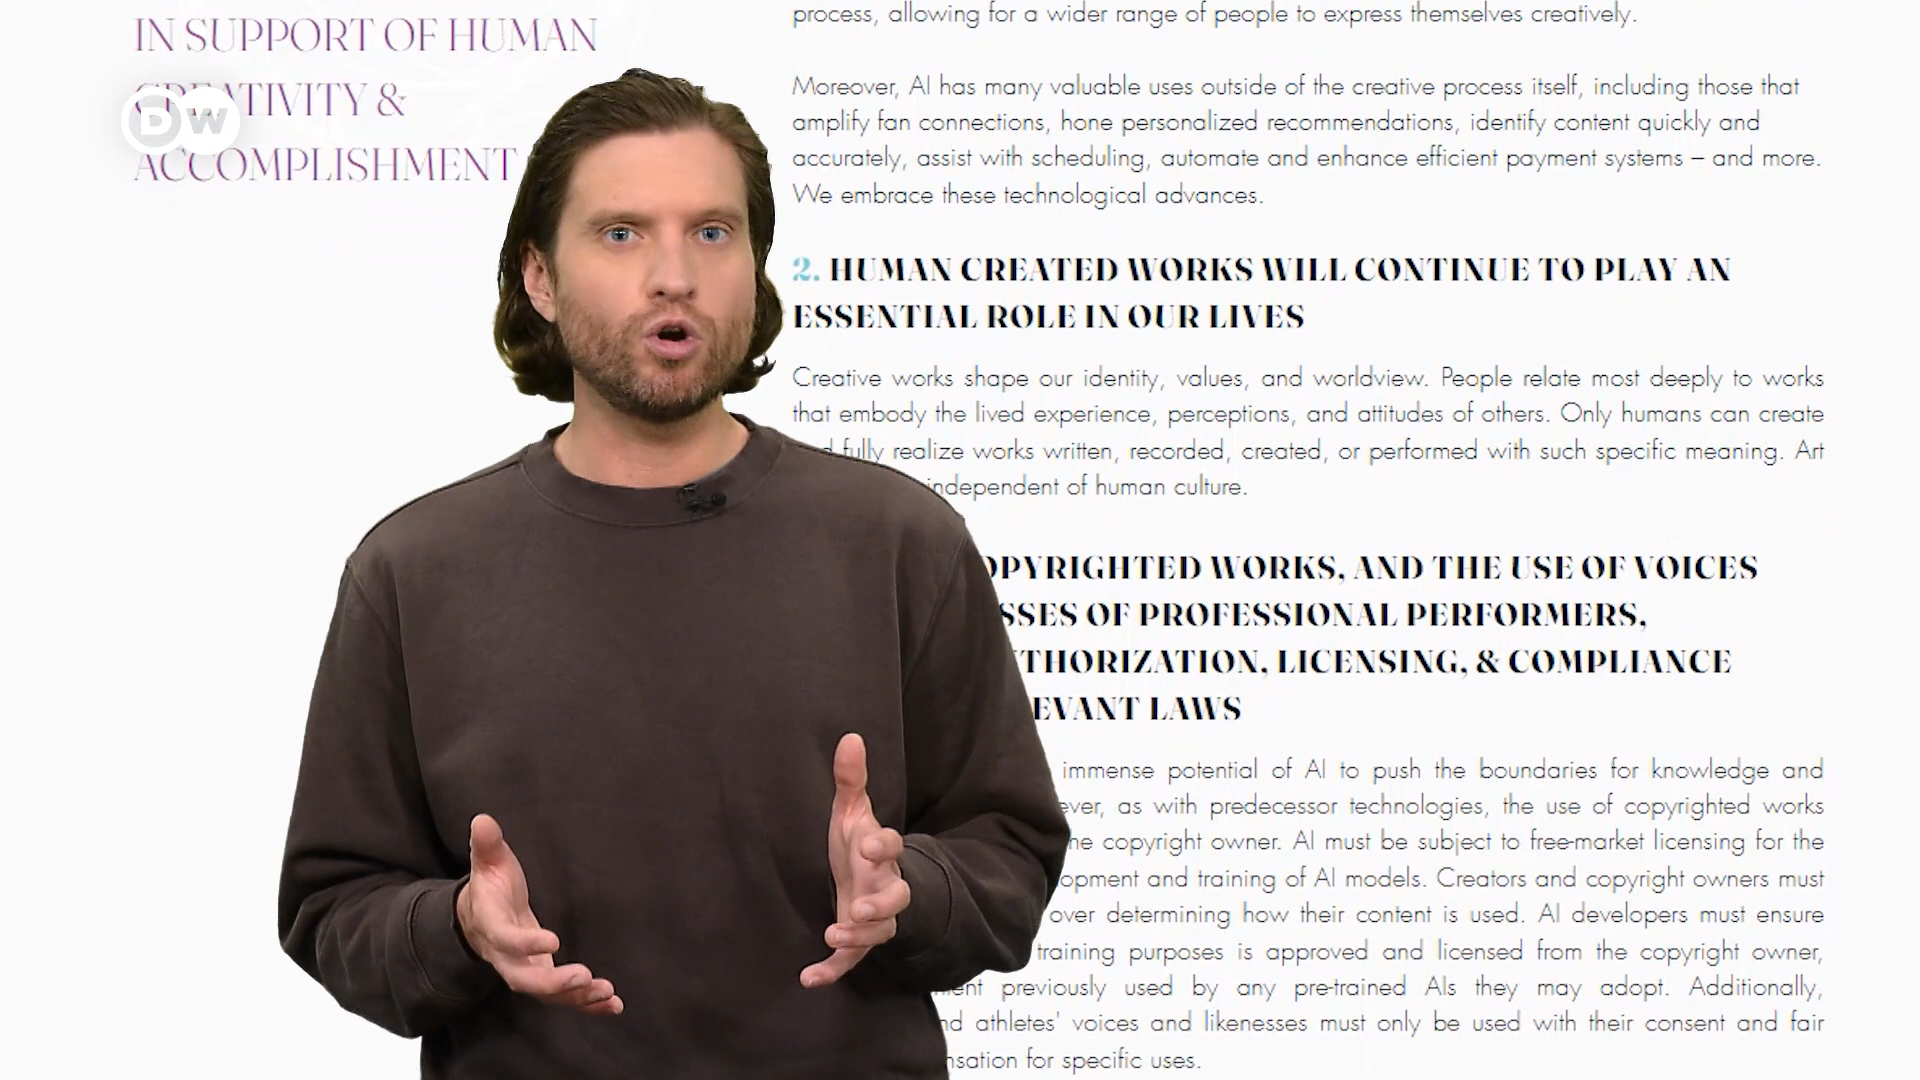 IN SUPPORT OF HUMAN
CREATIVITY &
ACCOMPLISHMENT
DW
process, allowing for a wider range of people to express themselves creatively.
Moreover, AI has many valuable uses outside of the creative process itself, including those that
amplify fan connections, hone personalized recommendations, identify content quickly and
accurately, assist with scheduling, automate and enhance efficient payment systems – and more.
We embrace these technological advances.
2. HUMAN CREATED WORKS WILL CONTINUE TO PLAY AN
ESSENTIAL ROLE IN OUR LIVES
Creative works shape our identity, values, and worldview. People relate most deeply to works
that embody the lived experience, perceptions, and attitudes of others. Only humans can create
fully realize works written, recorded, created, or performed with such specific meaning. Art
independent of human culture.
OPYRIGHTED WORKS, AND THE USE OF VOICES
SSES OF PROFESSIONAL PERFORMERS,
THORIZATION, LICENSING, & COMPLIANCE
EVANT LAWS
immense potential of AI to push the boundaries for knowledge and
ever, as with predecessor technologies, the use of copyrighted works
he copyright owner. AI must be subject to free-market licensing for the
opment and training of AI models. Creators and copyright owners must
over determining how their content is used. AI developers must ensure
training purposes is approved and licensed from the copyright owner,
ent previously used by any pre-trained AIs they may adopt. Additionally,
nd athletes' voices and likenesses must only be used with their consent and fair
nsation for specific uses.